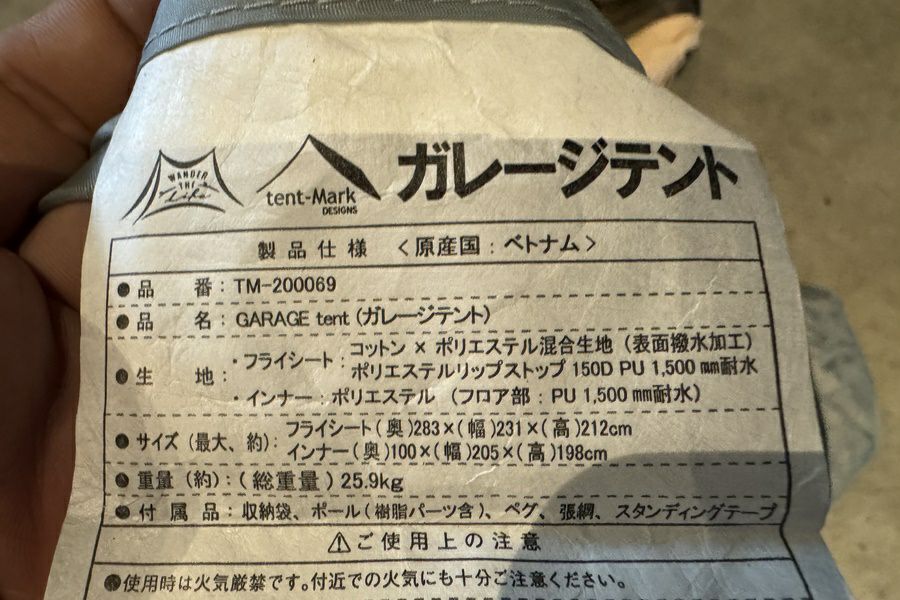 WANDER
THE
Life
tent-Mark
DESIGNS
ガレージテント
製品仕様 〈原産国：ベトナム〉
●品　番：TM-200069
●品　名：GARAGE tent (ガレージテント)
●生　地：・フライシート：コットン × ポリエステル混合生地（表面撥水加工）
ポリエステルリップストップ 150D PU 1,500㎜耐水
・インナー：ポリエステル（フロア部：PU 1,500㎜耐水）
●サイズ（最大、約）：フライシート(奥)283×(幅)231×(高)212cm
インナー(奥)100×(幅)205×(高)198cm
●重量（約）：(総重量) 25.9kg
●付属品：収納袋、ポール(樹脂パーツ含)、ペグ、張綱、スタンディングテープ
⚠ご使用上の注意
●使用時は火気厳禁です。付近での火気にも十分ご注意ください。